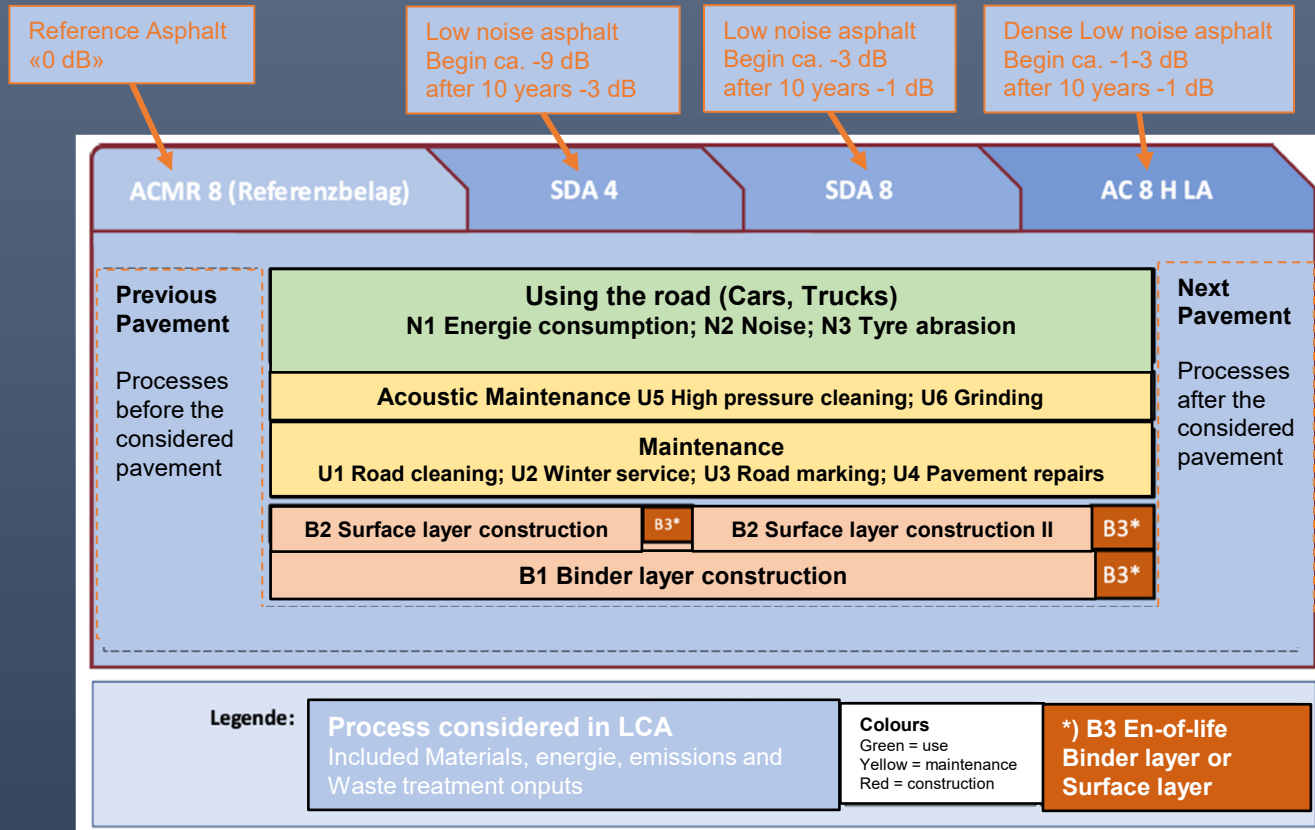 Reference Asphalt
«0 dB»
Low noise asphalt
Begin ca. -9 dB
after 10 years -3 dB
Low noise asphalt
Begin ca. -3 dB
after 10 years -1 dB
Dense Low noise asphalt
Begin ca. -1-3 dB
after 10 years -1 dB
ACMR 8 (Referenzbelag)
SDA 4
SDA 8
AC 8 H LA
Previous
Pavement
Processes
before the
considered
pavement
Using the road (Cars, Trucks)
N1 Energie consumption; N2 Noise; N3 Tyre abrasion
Acoustic Maintenance U5 High pressure cleaning; U6 Grinding
Maintenance
U1 Road cleaning; U2 Winter service; U3 Road marking; U4 Pavement repairs
B2 Surface layer construction
B3*
B2 Surface layer construction II
B3*
B1 Binder layer construction
B3*
Next
Pavement
Processes
after the
considered
pavement
Legende:
Process considered in LCA
Included Materials, energie, emissions and
Waste treatment onputs
Colours
Green = use
Yellow = maintenance
Red = construction
*) B3 En-of-life
Binder layer or
Surface layer